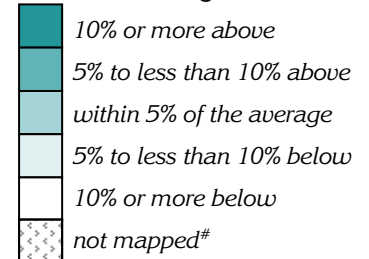 10% or more above
5% to less than 10% above
within 5% of the average
5% to less than 10% below
10% or more below
not mapped#